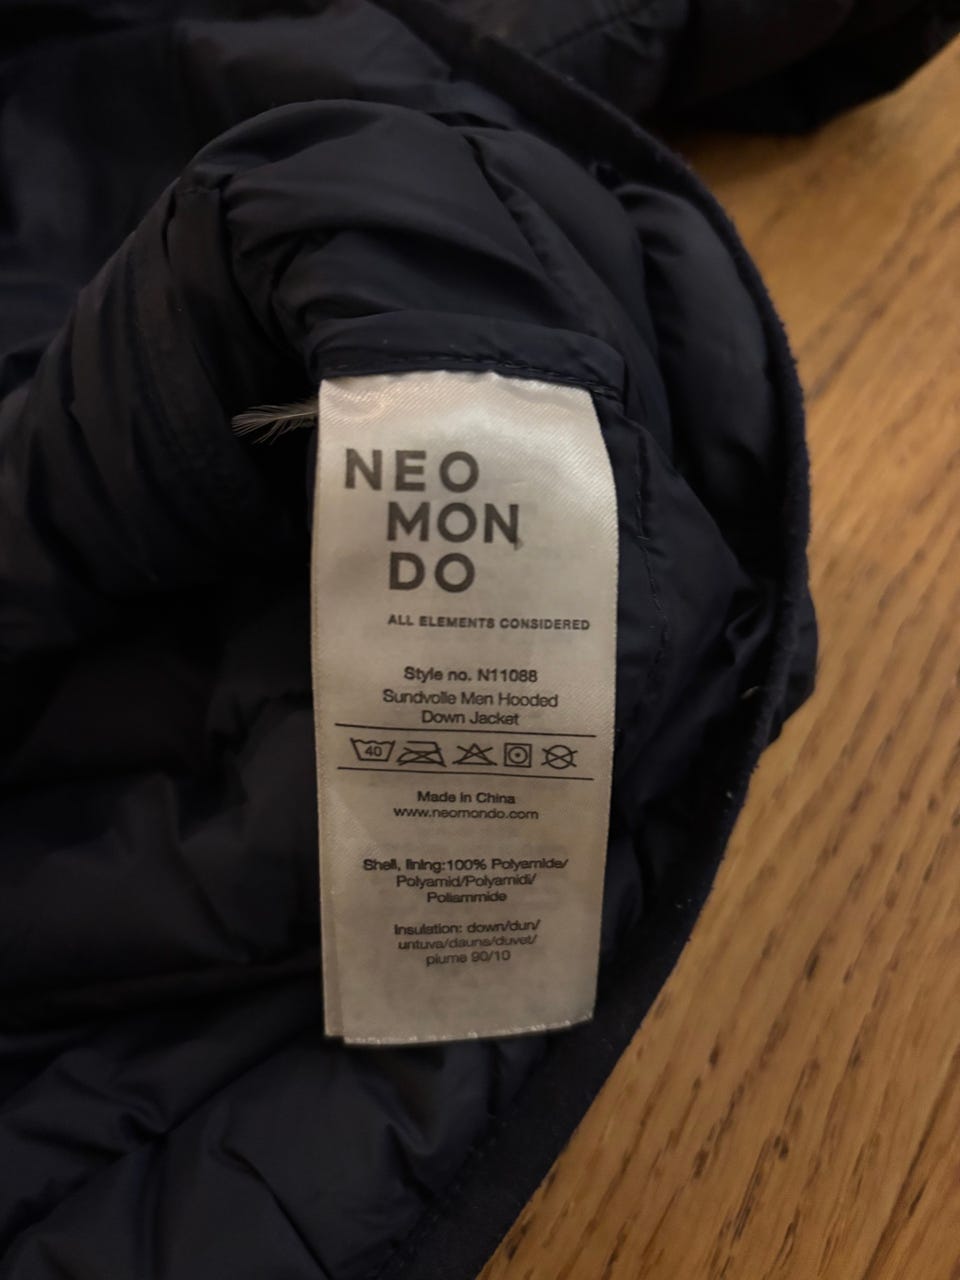 NEO
MON
DO
ALL ELEMENTS CONSIDERED
Style no. N11088
Sundvolle Men Hooded
Down Jacket
40
Made in China
www.neomondo.com
Shell, lining:100% Polyamide/
Polyamid/Polyamidi/
Poliammide
Insulation: down/dun/
untuva/dauna/duvet/
piume 90/10